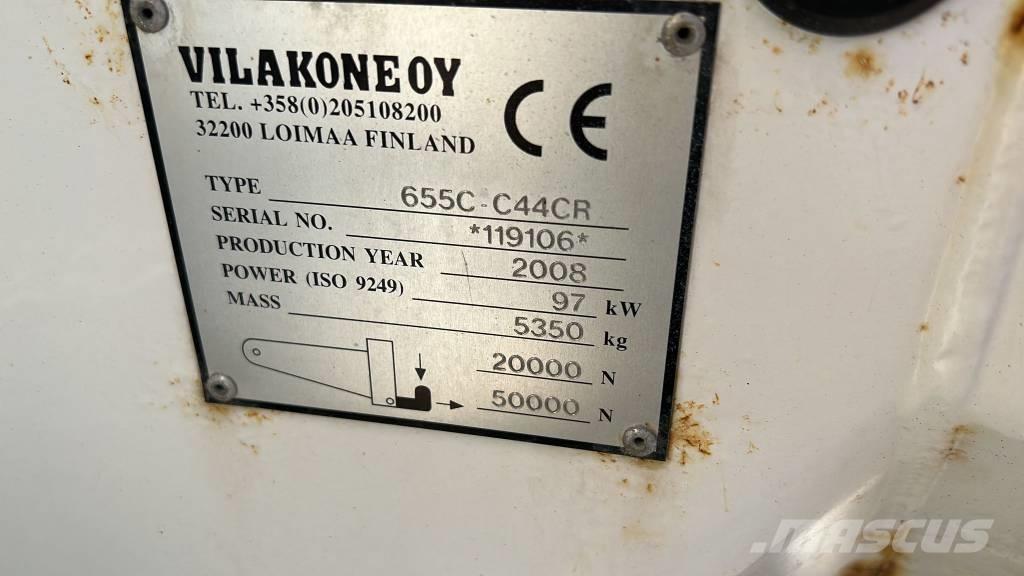 VILAKONE OY
TEL. +358(0)205108200
32200 LOIMAA FINLAND
CE
TYPE 655C-C44CR
SERIAL NO. *119106*
PRODUCTION YEAR 2008
POWER (ISO 9249) 97 kW
MASS 5350 kg
20000 N
50000 N
.MASCUS